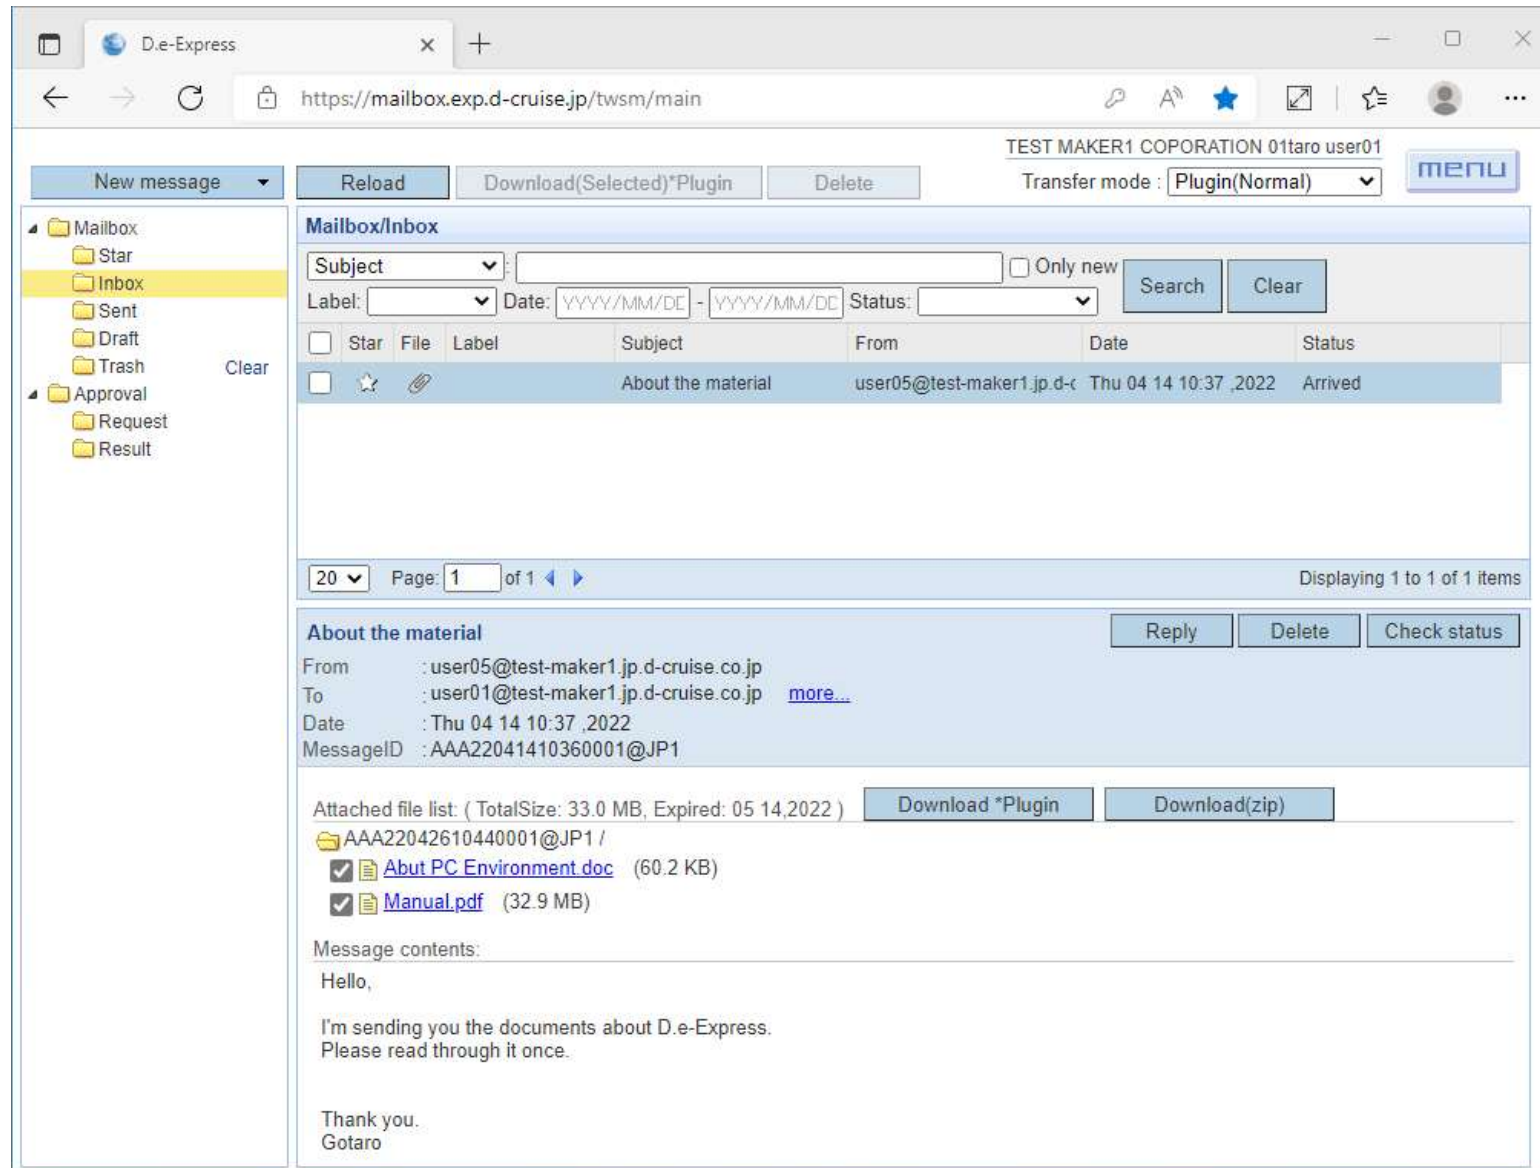 D.e-Express
https://mailbox.exp.d-cruise.jp/twsm/main
TEST MAKER1 COPORATION 01taro user01
New message Reload Download(Selected)*Plugin Delete Transfer mode : Plugin(Normal) menu
Mailbox
Star
Inbox
Sent
Draft
Trash Clear
Approval
Request
Result
Mailbox/Inbox
Subject : Only new Search Clear
Label: Date: YYYY/MM/DD - YYYY/MM/DD Status:
Star File Label Subject From Date Status
About the material user05@test-maker1.jp.d-c Thu 04 14 10:37 ,2022 Arrived
20 Page: 1 of 1 Displaying 1 to 1 of 1 items
About the material Reply Delete Check status
From : user05@test-maker1.jp.d-cruise.co.jp
To : user01@test-maker1.jp.d-cruise.co.jp more...
Date : Thu 04 14 10:37 ,2022
MessageID : AAA22041410360001@JP1
Attached file list: ( TotalSize: 33.0 MB, Expired: 05 14,2022 ) Download *Plugin Download(zip)
AAA22042610440001@JP1 /
Abut PC Environment.doc (60.2 KB)
Manual.pdf (32.9 MB)
Message contents:
Hello,
I'm sending you the documents about D.e-Express.
Please read through it once.
Thank you.
Gotaro